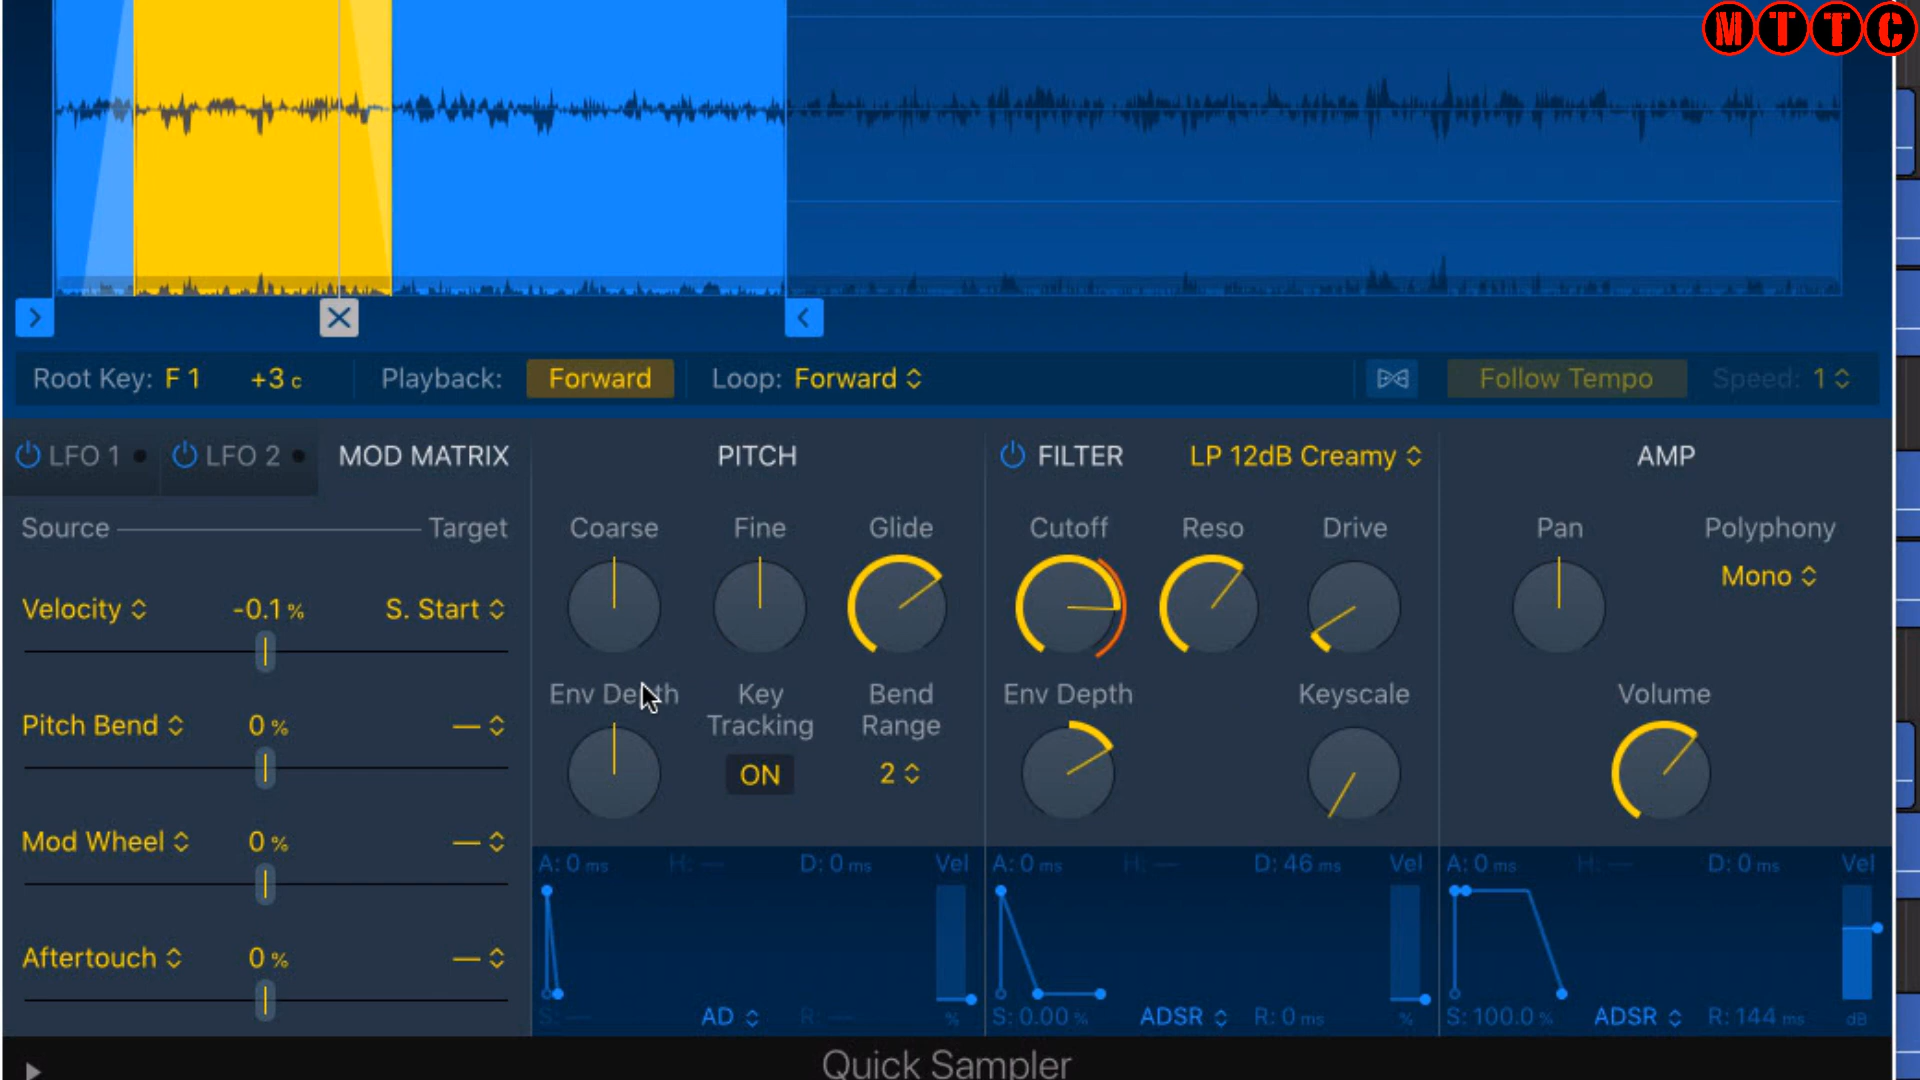 MTTC
Root Key: F 1 +3 c Playback: Forward Loop: Forward Follow Tempo Speed: 1
LFO 1 LFO 2 MOD MATRIX PITCH FILTER LP 12dB Creamy AMP
Source Target Coarse Fine Glide Cutoff Reso Drive Pan Polyphony
Mono
Velocity -0.1 % S. Start
Env Depth Key Tracking Bend Range Env Depth Keyscale Volume
Pitch Bend 0 % —
ON 2
Mod Wheel 0 % —
A: 0 ms H: — D: 0 ms Vel A: 0 ms H: — D: 46 ms Vel A: 0 ms H: — D: 0 ms Vel
Aftertouch 0 % —
S: — AD R: — % S: 0.00 % ADSR R: 0 ms % S: 100.0 % ADSR R: 144 ms dB
Quick Sampler